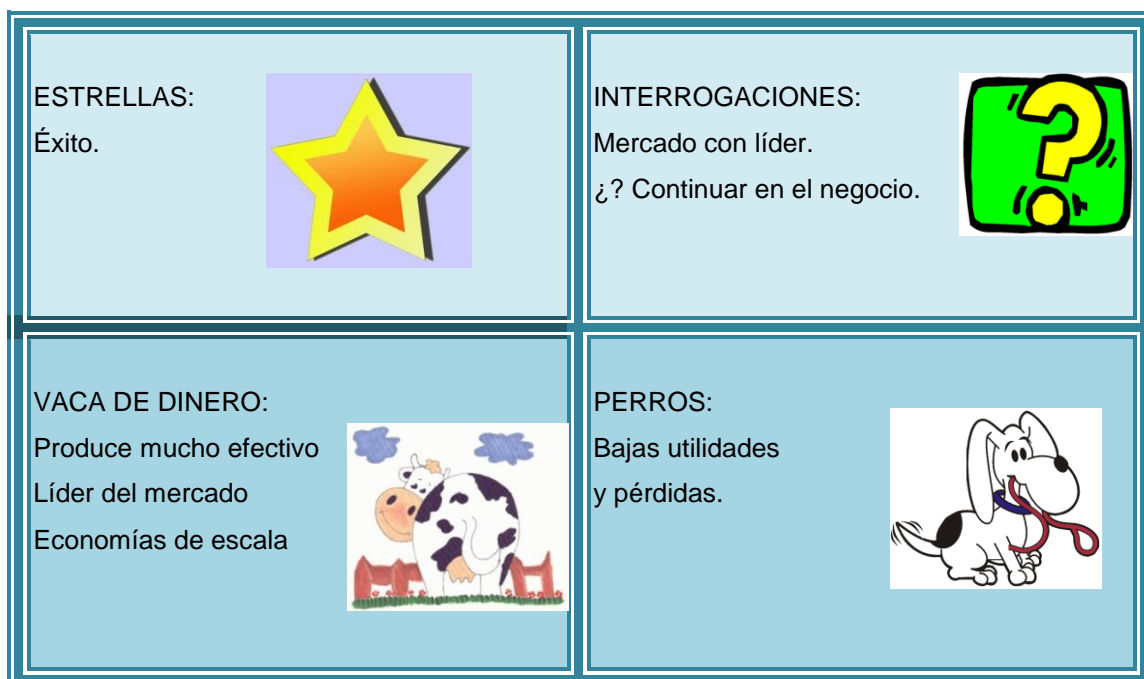 ESTRELLAS:
Éxito.
INTERROGACIONES:
Mercado con líder.
¿? Continuar en el negocio.
VACA DE DINERO:
Produce mucho efectivo
Líder del mercado
Economías de escala
PERROS:
Bajas utilidades
y pérdidas.